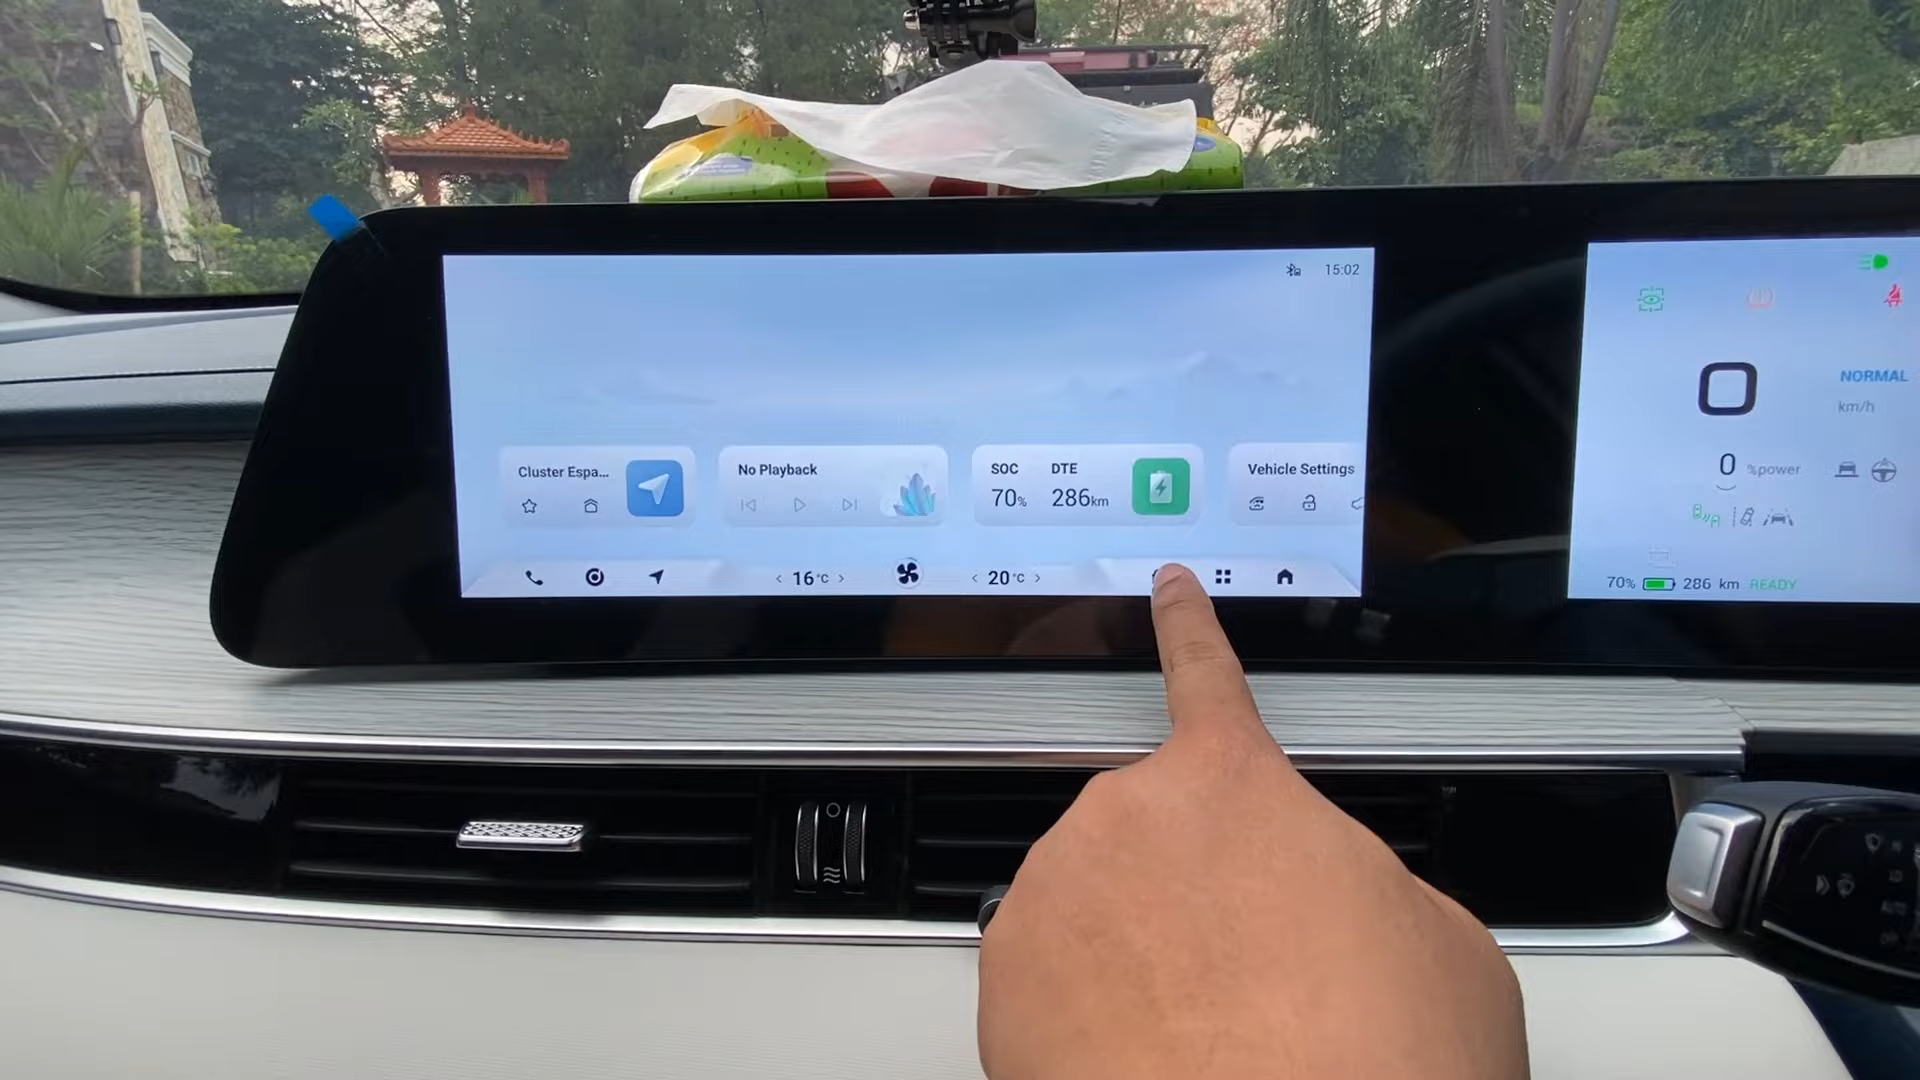 15:02
Cluster Espa...
No Playback
SOC DTE
70% 286km
Vehicle Settings
16°C
20°C
NORMAL
km/h
0
0 %power
70% 286 km READY